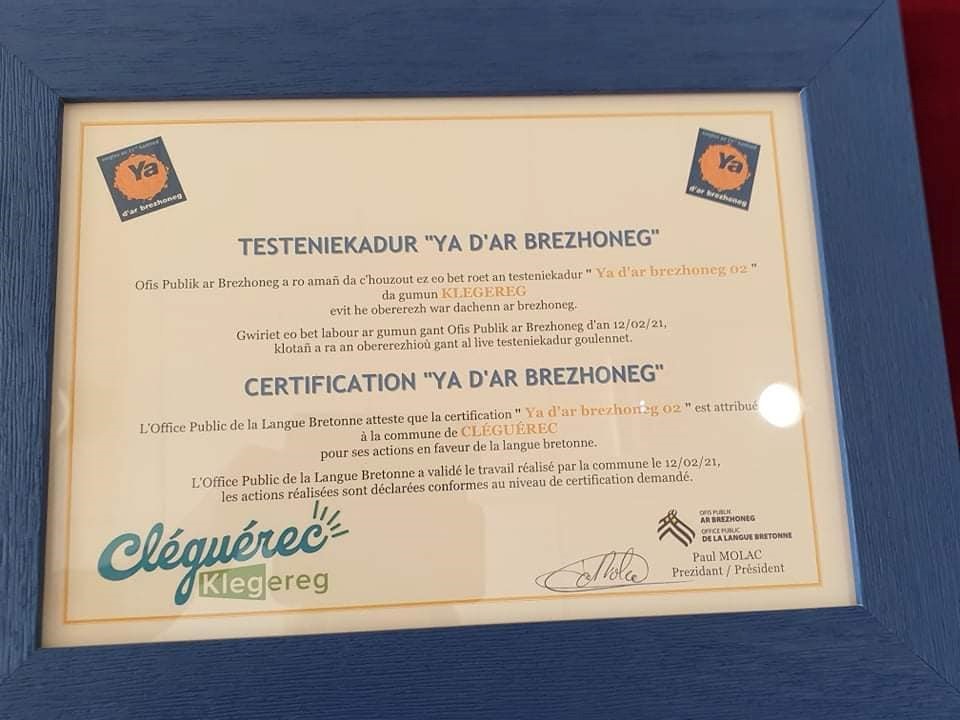 Ya
d'ar brezhoneg
Ya
d'ar brezhoneg
TESTENIEKADUR "YA D'AR BREZHONEG"
Ofis Publik ar Brezhoneg a ro amañ da c'houzout ez eo bet roet an testeniekadur " Ya d'ar brezhoneg 02 "
da gumun KLEGEREG
evit he obererezh war dachenn ar brezhoneg.
Gwiriet eo bet labour ar gumun gant Ofis Publik ar Brezhoneg d'an 12/02/21,
klotañ a ra an obererezhioù gant al live testeniekadur goulennet.
CERTIFICATION "YA D'AR BREZHONEG"
L'Office Public de la Langue Bretonne atteste que la certification " Ya d'ar brezhoneg 02 " est attribué
à la commune de CLÉGUÉREC
pour ses actions en faveur de la langue bretonne.
L'Office Public de la Langue Bretonne a validé le travail réalisé par la commune le 12/02/21,
les actions réalisées sont déclarées conformes au niveau de certification demandé.
Cléguérec
Klegereg
OFIS PUBLIK
AR BREZHONEG
OFFICE PUBLIC
DE LA LANGUE BRETONNE
Paul MOLAC
Prezidant / Président